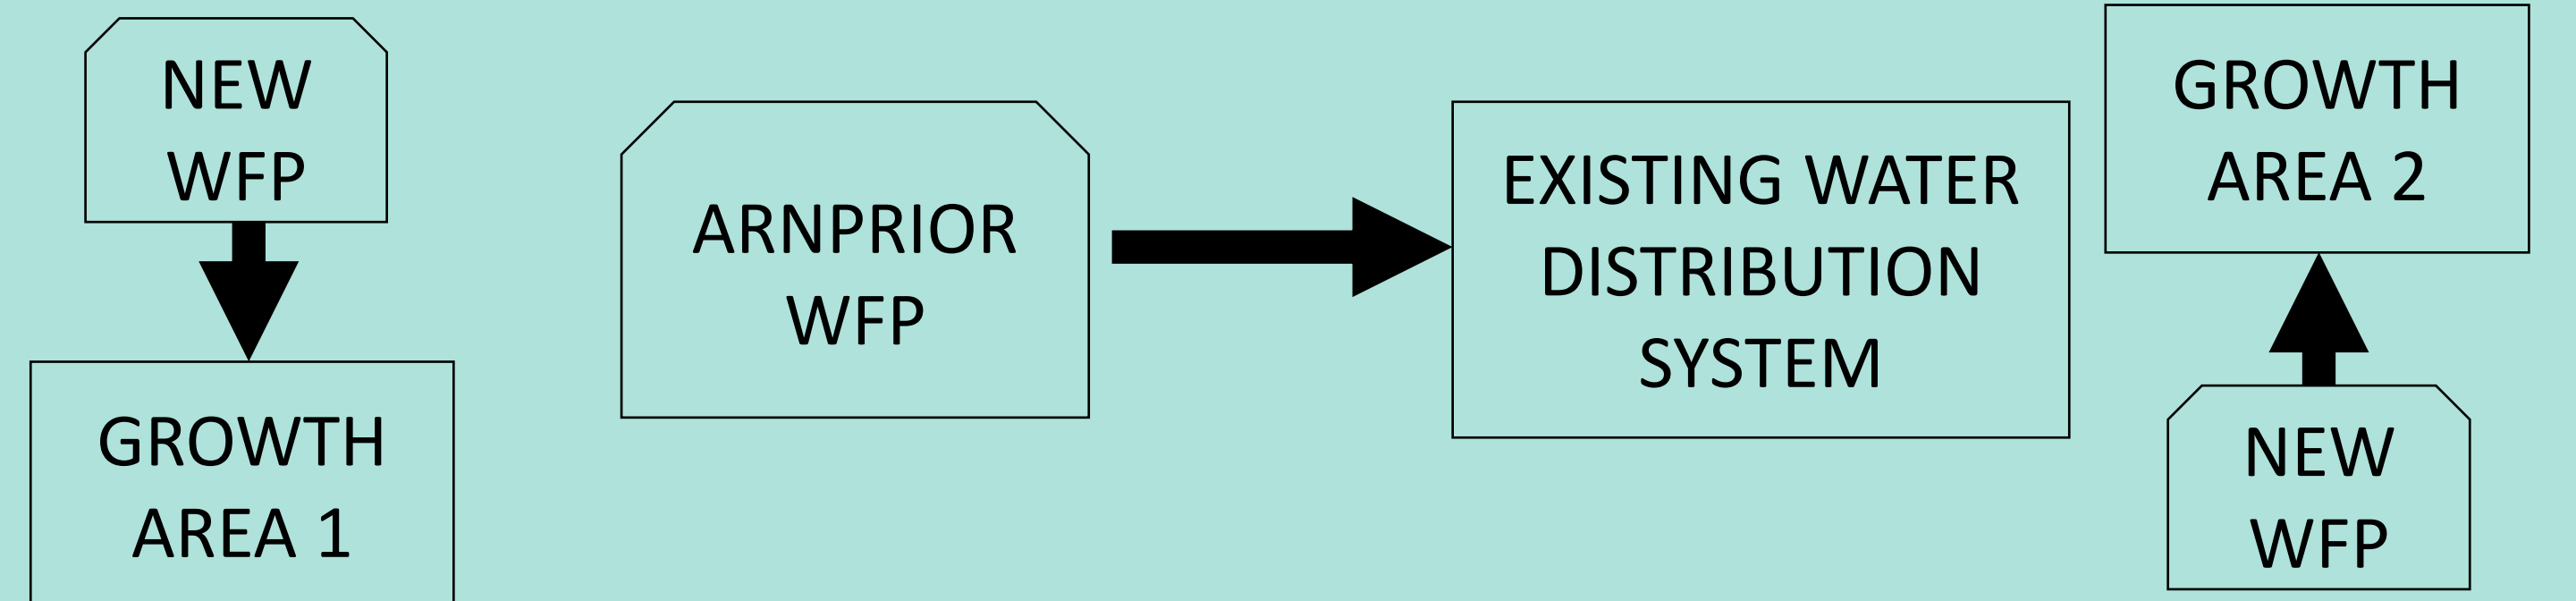 NEW
WFP
GROWTH
AREA 1
ARNPRIOR
WFP
EXISTING WATER
DISTRIBUTION
SYSTEM
GROWTH
AREA 2
NEW
WFP